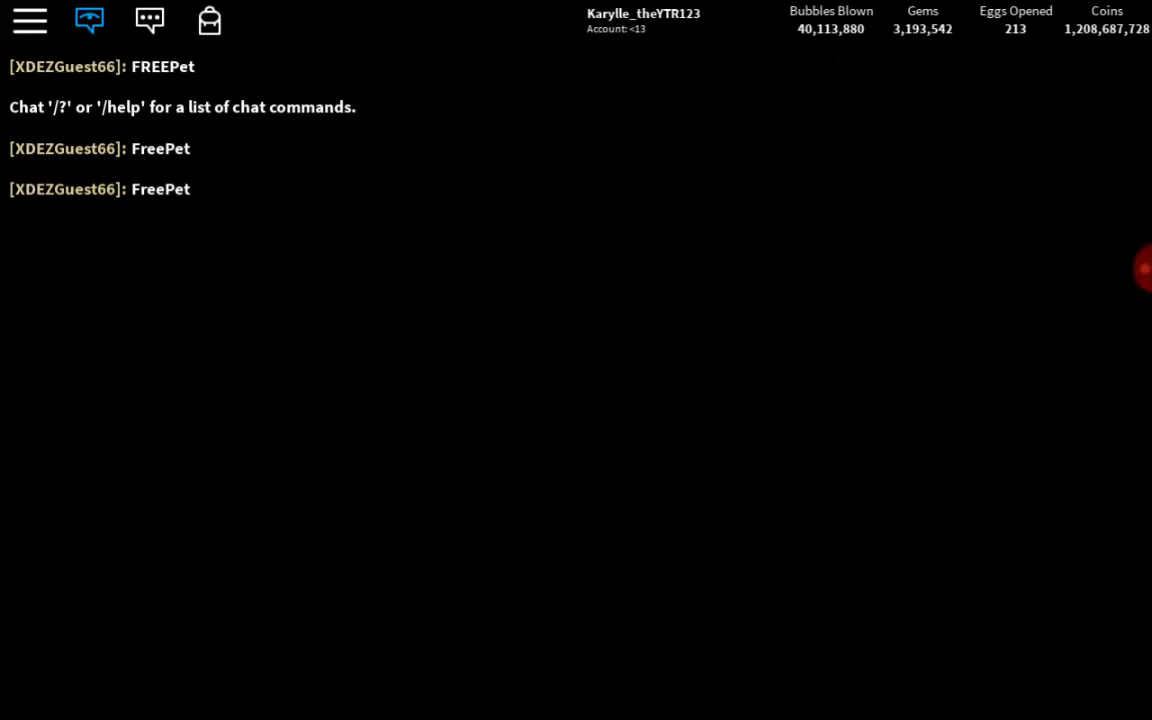 Karylle_theYTR123
Account: <13
Bubbles Blown
40,113,880
Gems
3,193,542
Eggs Opened
213
Coins
1,208,687,728
[XDEZGuest66]: FREEPet
Chat '/?' or '/help' for a list of chat commands.
[XDEZGuest66]: FreePet
[XDEZGuest66]: FreePet